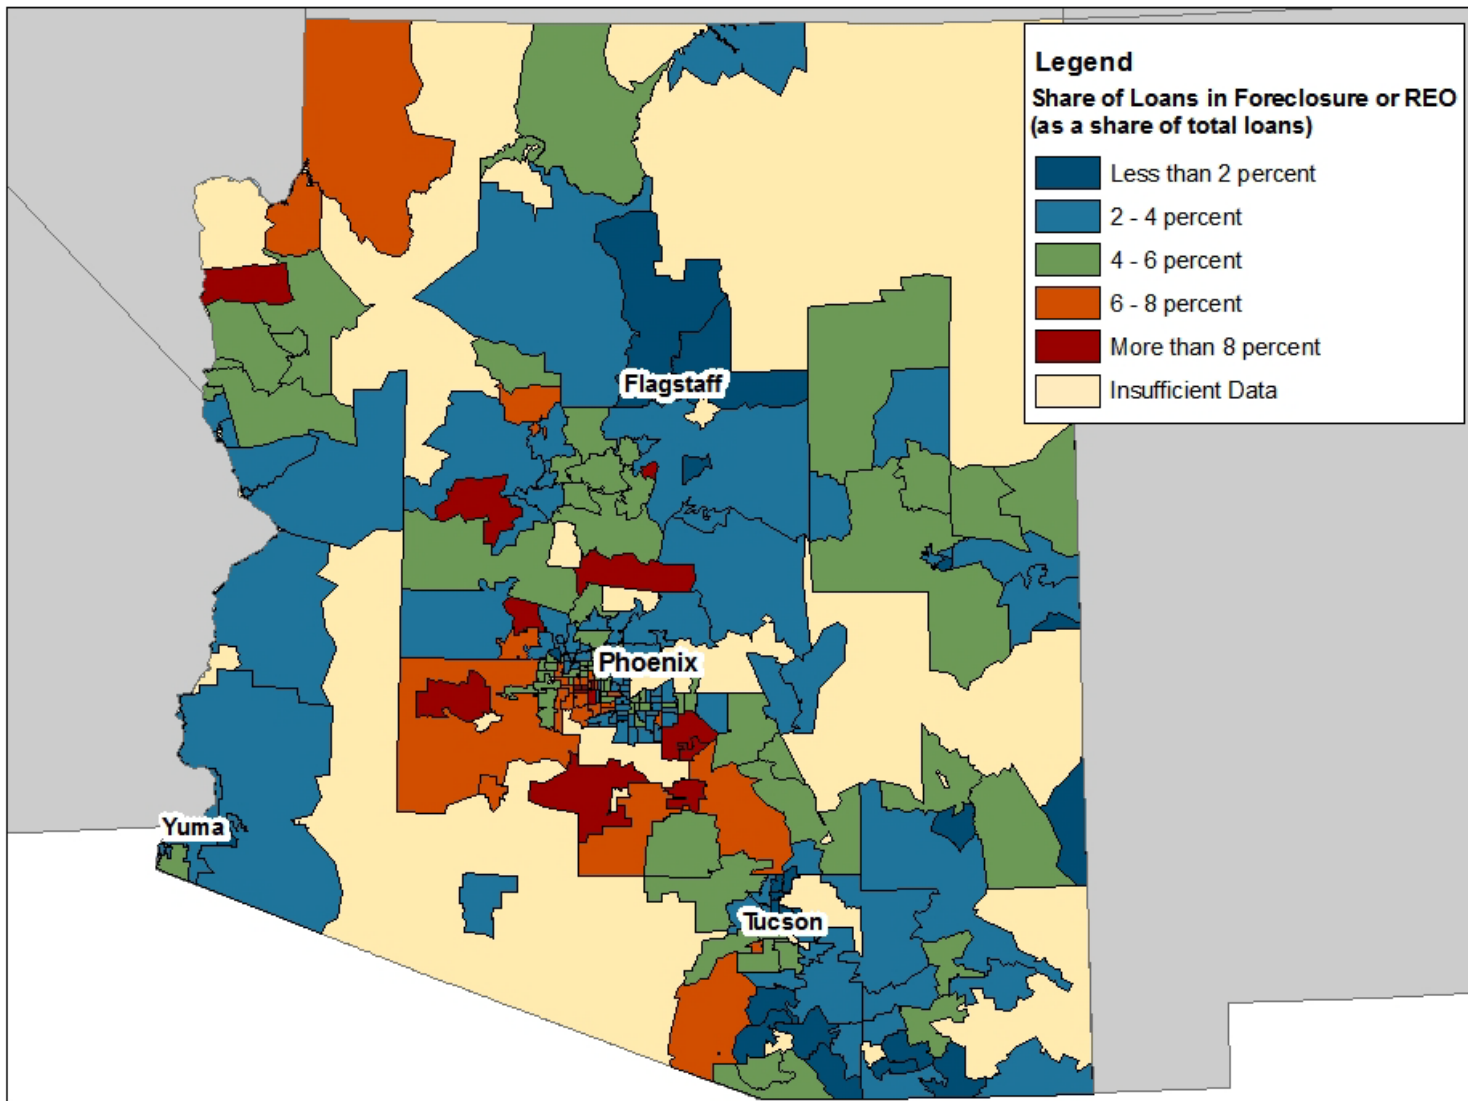 Legend
Share of Loans in Foreclosure or REO
(as a share of total loans)
Less than 2 percent
2 - 4 percent
4 - 6 percent
6 - 8 percent
More than 8 percent
Insufficient Data
Flagstaff
Phoenix
Yuma
Tucson